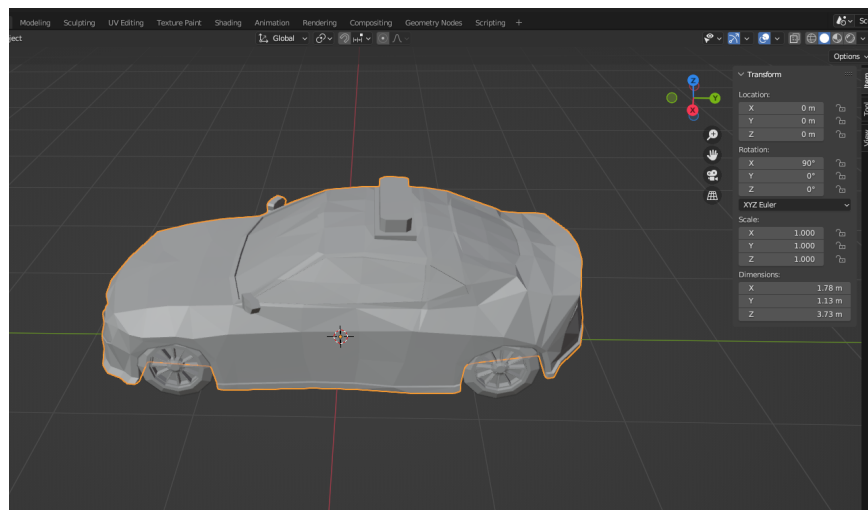 Modeling Sculpting UV Editing Texture Paint Shading Animation Rendering Compositing Geometry Nodes Scripting +
ject Global Sc
Options
Z
Y
X
Transform
Location:
X 0 m
Y 0 m
Z 0 m
Rotation:
X 90°
Y 0°
Z 0°
XYZ Euler
Scale:
X 1.000
Y 1.000
Z 1.000
Dimensions:
X 1.78 m
Y 1.13 m
Z 3.73 m
Item
Tool
View